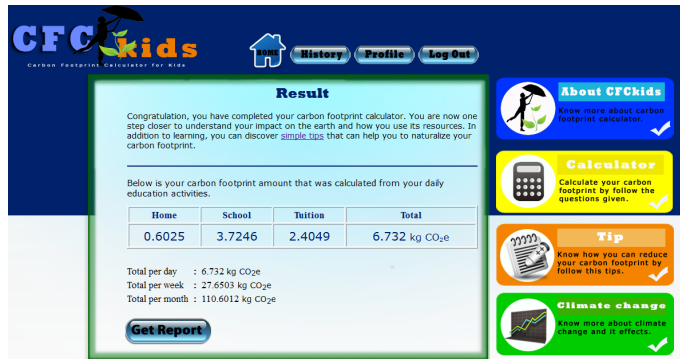 CFCkids
Carbon Footprint Calculator for Kids
HOME
History
Profile
Log Out
Result
Congratulation, you have completed your carbon footprint calculator. You are now one
step closer to understand your impact on the earth and how you use its resources. In
addition to learning, you can discover simple tips that can help you to naturalize your
carbon footprint.
Below is your carbon footprint amount that was calculated from your daily
education activities.
Home School Tuition Total
0.6025 3.7246 2.4049 6.732 kg CO₂e
Total per day : 6.732 kg CO₂e
Total per week : 27.6503 kg CO₂e
Total per month : 110.6012 kg CO₂e
Get Report
About CFCkids
Know more about carbon
footprint calculator.
Calculator
Calculate your carbon
footprint by follow the
questions given.
Tip
Know how you can reduce
your carbon footprint by
follow this tips.
Climate change
Know more about climate
change and it effects.